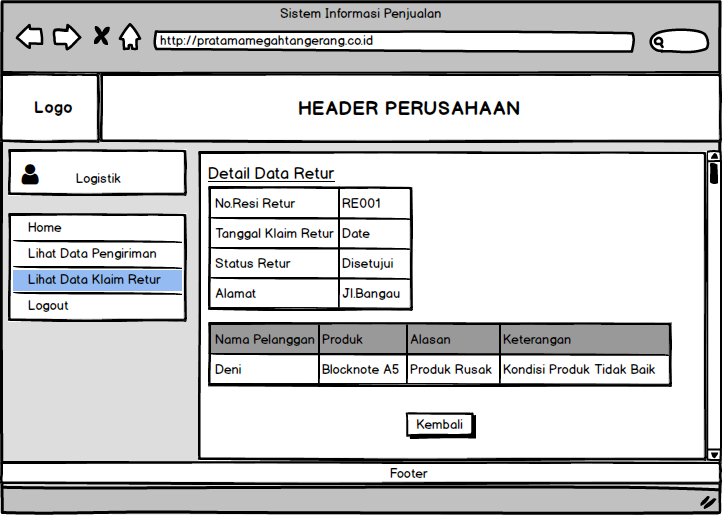 Sistem Informasi Penjualan
http://pratamamegahtangerang.co.id
Logo
HEADER PERUSAHAAN
Logistik
Home
Lihat Data Pengiriman
Lihat Data Klaim Retur
Logout
Detail Data Retur
No.Resi Retur RE001
Tanggal Klaim Retur Date
Status Retur Disetujui
Alamat Jl.Bangau
Nama Pelanggan Produk Alasan Keterangan
Deni Blocknote A5 Produk Rusak Kondisi Produk Tidak Baik
Kembali
Footer